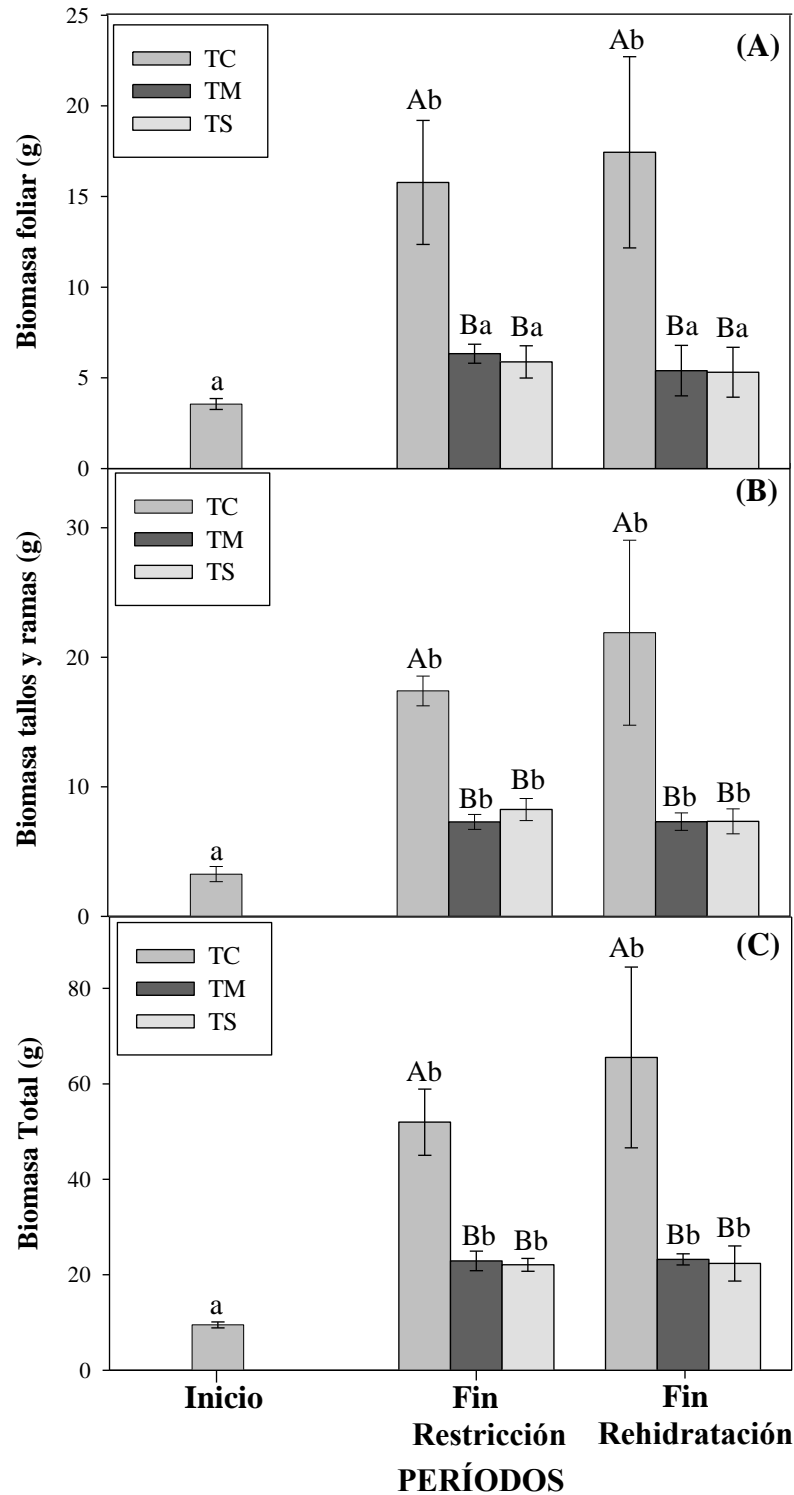 25
20
15
10
5
0
Biomasa foliar (g)
TC
TM
TS
(A)
a
Ab
Ba
Ba
Ab
Ba
Ba
30
20
10
0
Biomasa tallos y ramas (g)
TC
TM
TS
(B)
a
Ab
Bb
Bb
Ab
Bb
Bb
80
60
40
20
0
Biomasa Total (g)
TC
TM
TS
(C)
a
Ab
Bb
Bb
Ab
Bb
Bb
Inicio
Fin
Restricción
Fin
Rehidratación
PERÍODOS